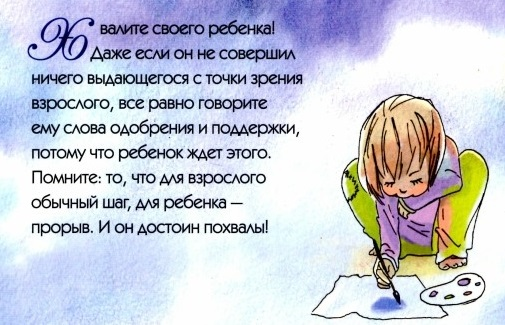 Хвалите своего ребенка!
Даже если он не совершил
ничего выдающегося с точки зрения
взрослого, все равно говорите
ему слова одобрения и поддержки,
потому что ребенок ждет этого.
Помните: то, что для взрослого
обычный шаг, для ребенка —
прорыв. И он достоин похвалы!